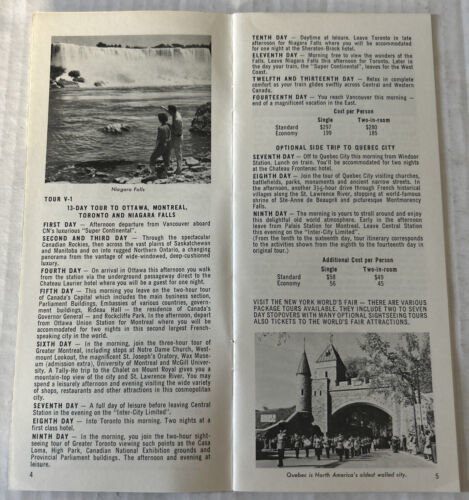 Niagara Falls
TOUR V-1
13-DAY TOUR TO OTTAWA, MONTREAL,
TORONTO AND NIAGARA FALLS
FIRST DAY — Afternoon departure from Vancouver aboard
CN's luxurious "Super Continental".
SECOND AND THIRD DAY — Through the spectacular
Canadian Rockies, then across the vast plains of Saskatchewan
and Manitoba and on into rugged Northern Ontario, a changing
panorama from the vantage of wide-windowed, deep-cushioned
luxury.
FOURTH DAY — On arrival in Ottawa this afternoon you walk
from the station via the underground passageway direct to the
Chateau Laurier hotel where you will be a guest for one night.
FIFTH DAY — This morning you leave on the two-hour tour
of Canada's Capital which includes the main business section,
Parliament Buildings, Embassies of various countries, govern-
ment buildings, Rideau Hall — the residence of Canada's
Governor General — and Rockcliffe Park. In the afternoon, depart
from Ottawa Union Station for Montreal where you will be
accommodated for two nights in this second largest French-
speaking city in the world.
SIXTH DAY — In the morning, join the three-hour tour of
Greater Montreal, including stops at Notre Dame Church, West-
mount Lookout, the magnificent St. Joseph's Oratory, Wax Muse-
um (admission extra), University of Montreal and McGill Univer-
sity. A Tally-Ho trip to the Chalet on Mount Royal gives you a
mountain-top view of the city and St. Lawrence River. You may
spend a leisurely afternoon and evening visiting the wide variety
of shops, restaurants and other attractions in this cosmopolitan
city.
SEVENTH DAY — A full day of leisure before leaving Central
Station in the evening on the "Inter-City Limited".
EIGHTH DAY — Into Toronto this morning. Two nights at a
first class hotel.
NINTH DAY — In the morning, you join the two-hour sight-
seeing tour of Greater Toronto viewing such points as the Casa
Loma, High Park, Canadian National Exhibition grounds and
Provincial Parliament buildings. The afternoon and evening at
leisure.
4
TENTH DAY — Daytime at leisure. Leave Toronto in late
afternoon for Niagara Falls where you will be accommodated
for one night at the Sheraton-Brock hotel.
ELEVENTH DAY — Morning free to view the wonders of the
Falls. Leave Niagara Falls this afternoon for Toronto. Later in
the day your train, the "Super Continental", leaves for the West
Coast.
TWELFTH AND THIRTEENTH DAY — Relax in complete
comfort as your train glides swiftly across Central and Western
Canada.
FOURTEENTH DAY — You reach Vancouver this morning —
end of a magnificent vacation in the East.
Cost per Person
Single Two-in-room
Standard $297 $280
Economy 199 185
OPTIONAL SIDE TRIP TO QUEBEC CITY
SEVENTH DAY — Off to Quebec City this morning from Windsor
Station. Lunch on train. You'll be accommodated for two nights
at the Chateau Frontenac hotel.
EIGHTH DAY — Join the tour of Quebec City visiting churches,
battlefields, parks, monuments and ancient narrow streets. In
the afternoon, another 3½-hour drive through French historical
villages along the St. Lawrence River, stopping at world-famous
shrine of Ste-Anne de Beaupré and picturesque Montmorency
Falls.
NINTH DAY — The morning is yours to stroll around and enjoy
this delightful old world atmosphere. Early in the afternoon
leave from Palais Station for Montreal. Leave Central Station
this evening on the "Inter-City Limited".
(From the tenth to the sixteenth day, tour itinerary corresponds
to the activities shown from the eighth to the fourteenth day in
original tour.)
Additional Cost per Person
Single Two-in-room
Standard $58 $49
Economy 56 45
VISIT THE NEW YORK WORLD'S FAIR — THERE ARE VARIOUS
PACKAGE TOURS AVAILABLE. THEY INCLUDE TWO TO SEVEN
DAY STOPOVERS WITH MANY OPTIONAL SIGHTSEEING TOURS
ALSO TICKETS TO THE WORLD'S FAIR ATTRACTIONS.
Quebec is North America's oldest walled city.
5